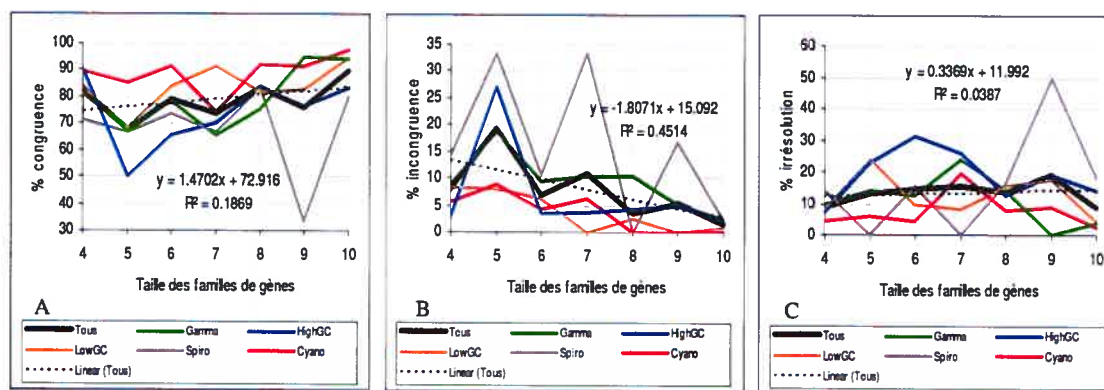 % congruence
100
90
80
70
60
50
40
30
y = 1.4702x + 72.916
R² = 0.1869
4 5 6 7 8 9 10
Taille des familles de gènes
A
Tous Gamma HighGC
LowGC Spiro Cyano
Linear (Tous)
% incongruence
35
30
25
20
15
10
5
0
y = -1.8071x + 15.092
R² = 0.4514
4 5 6 7 8 9 10
Taille des familles de gènes
B
Tous Gamma HighGC
LowGC Spiro Cyano
Linear (Tous)
% irrésolution
60
50
40
30
20
10
0
y = 0.3369x + 11.992
R² = 0.0387
4 5 6 7 8 9 10
Taille des familles de gènes
C
Tous Gamma HighGC
LowGC Spiro Cyano
Linear (Tous)